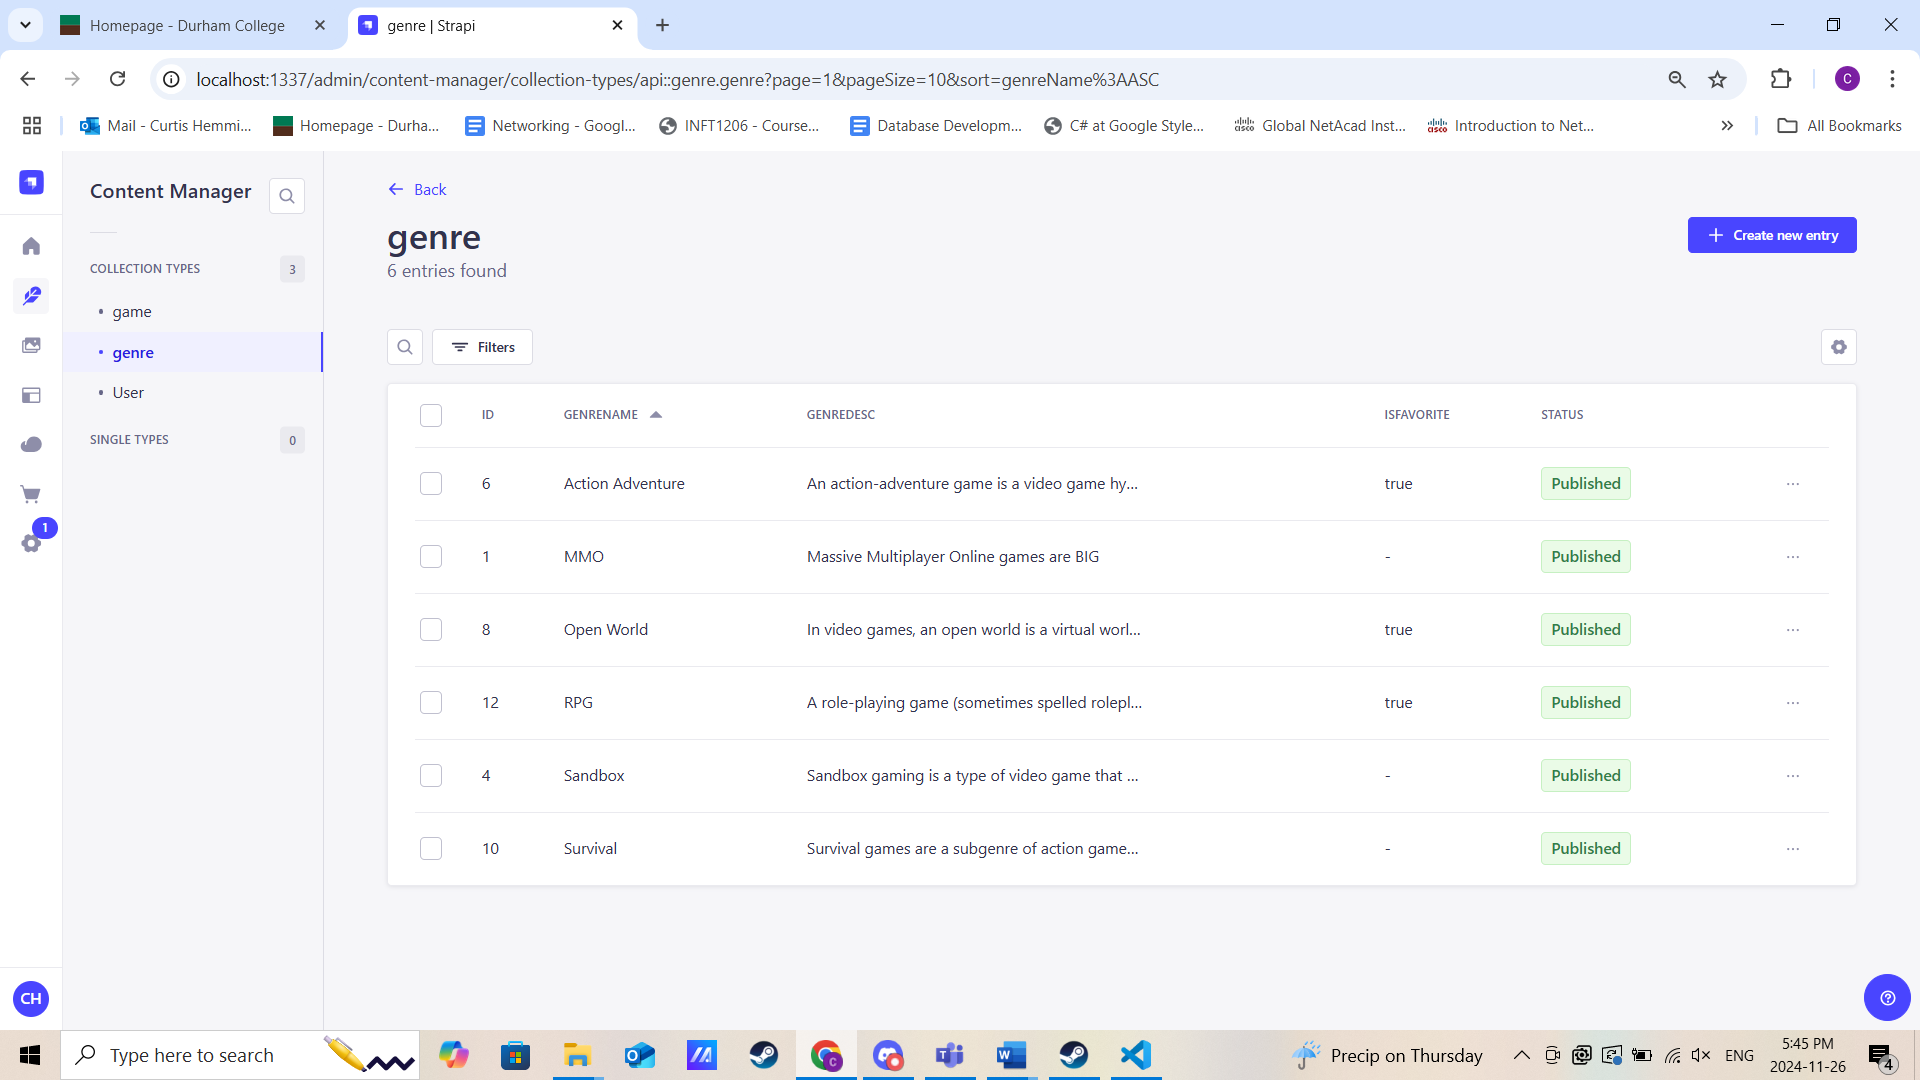 Homepage - Durham College
genre | Strapi
localhost:1337/admin/content-manager/collection-types/api::genre.genre?page=1&pageSize=10&sort=genreName%3AASC
C
Mail - Curtis Hemmi...
Homepage - Durha...
Networking - Googl...
INFT1206 - Course...
Database Developm...
C# at Google Style...
Global NetAcad Inst...
Introduction to Net...
All Bookmarks
Content Manager
COLLECTION TYPES 3
game
genre
User
SINGLE TYPES 0
1
CH
Back
genre
6 entries found
Create new entry
Filters
ID GENRENAME GENREDESC ISFAVORITE STATUS
6 Action Adventure An action-adventure game is a video game hy... true Published ...
1 MMO Massive Multiplayer Online games are BIG - Published ...
8 Open World In video games, an open world is a virtual worl... true Published ...
12 RPG A role-playing game (sometimes spelled rolepl... true Published ...
4 Sandbox Sandbox gaming is a type of video game that ... - Published ...
10 Survival Survival games are a subgenre of action game... - Published ...
Type here to search
Precip on Thursday
ENG
5:45 PM
2024-11-26
4